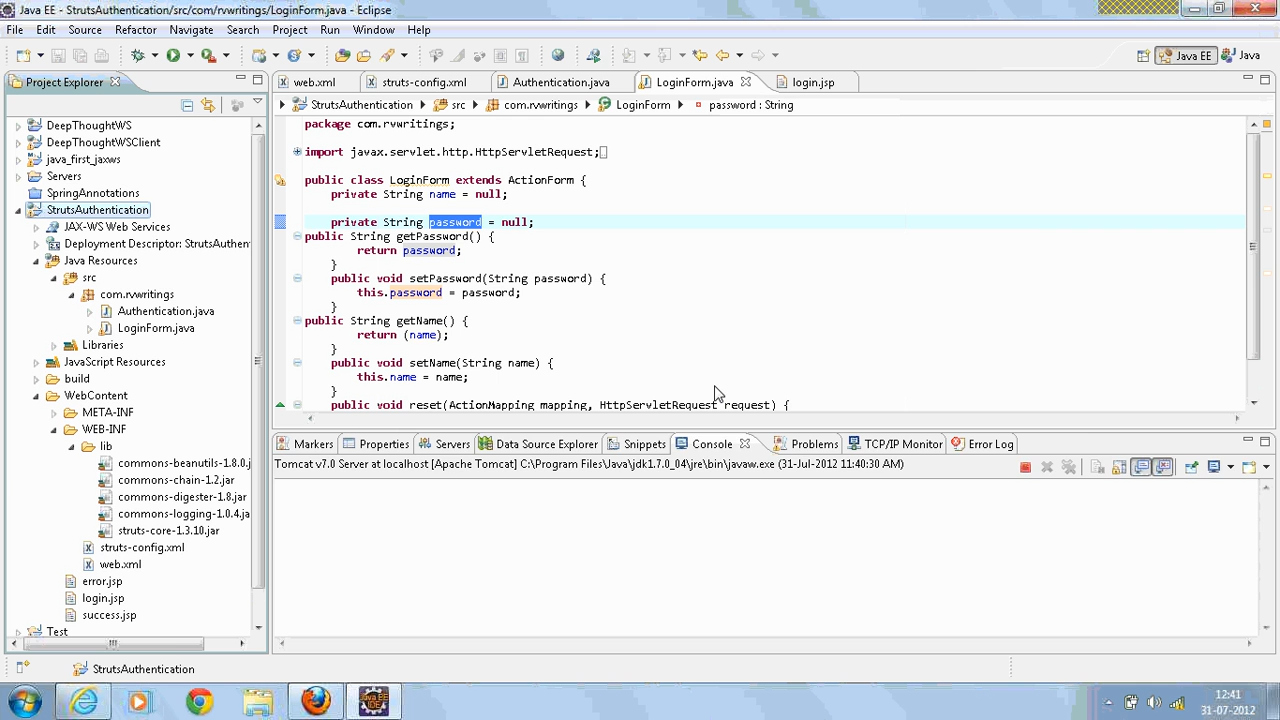 Java EE - StrutsAuthentication/src/com/rvwritings/LoginForm.java - Eclipse
File Edit Source Refactor Navigate Search Project Run Window Help
Java EE Java
Project Explorer
DeepThoughtWS
DeepThoughtWSClient
java_first_jaxws
Servers
SpringAnnotations
StrutsAuthentication
JAX-WS Web Services
Deployment Descriptor: StrutsAuthen
Java Resources
src
com.rvwritings
Authentication.java
LoginForm.java
Libraries
JavaScript Resources
build
WebContent
META-INF
WEB-INF
lib
commons-beanutils-1.8.0.j
commons-chain-1.2.jar
commons-digester-1.8.jar
commons-logging-1.0.4.ja
struts-core-1.3.10.jar
struts-config.xml
web.xml
error.jsp
login.jsp
success.jsp
Test
web.xml struts-config.xml Authentication.java LoginForm.java login.jsp
StrutsAuthentication src com.rvwritings LoginForm password : String
package com.rvwritings;
import javax.servlet.http.HttpServletRequest;
public class LoginForm extends ActionForm {
private String name = null;
private String password = null;
public String getPassword() {
return password;
}
public void setPassword(String password) {
this.password = password;
}
public String getName() {
return (name);
}
public void setName(String name) {
this.name = name;
}
public void reset(ActionMapping mapping, HttpServletRequest request) {
Markers Properties Servers Data Source Explorer Snippets Console Problems TCP/IP Monitor Error Log
Tomcat v7.0 Server at localhost [Apache Tomcat] C:\Program Files\Java\jdk1.7.0_04\jre\bin\javaw.exe (31-Jul-2012 11:40:30 AM)
StrutsAuthentication
Java EE
IDE
12:41
31-07-2012